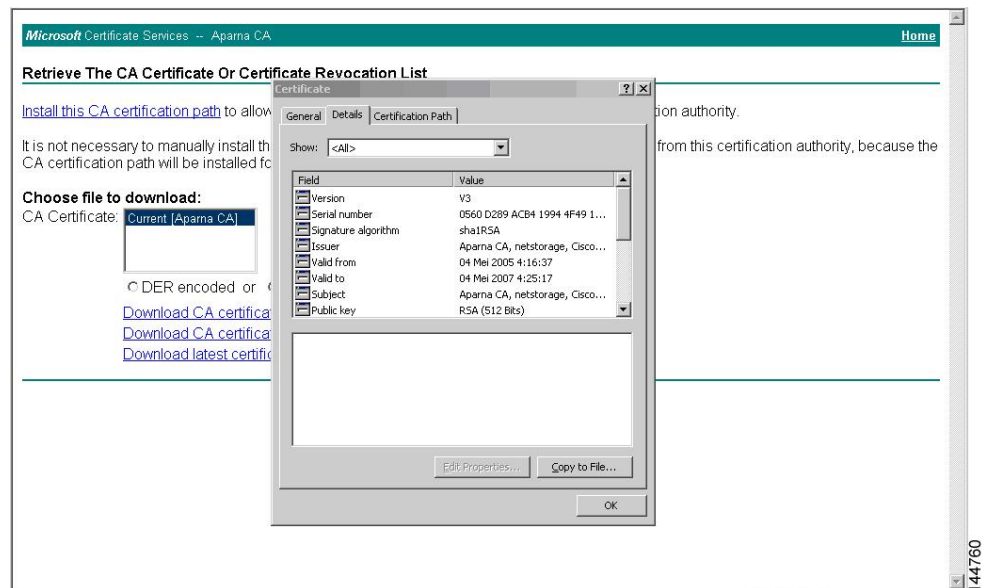 Microsoft Certificate Services -- Aparna CA Home
Retrieve The CA Certificate Or Certificate Revocation List
Install this CA certification path to allow
tion authority.
It is not necessary to manually install th
from this certification authority, because the
CA certification path will be installed fo
Choose file to download:
CA Certificate: Current [Aparna CA]
DER encoded or
Download CA certifica
Download CA certifica
Download latest certific
Certificate
General Details Certification Path
Show: <All>
Field Value
Version V3
Serial number 0560 D289 ACB4 1994 4F49 1...
Signature algorithm sha1RSA
Issuer Aparna CA, netstorage, Cisco...
Valid from 04 Mei 2005 4:16:37
Valid to 04 Mei 2007 4:25:17
Subject Aparna CA, netstorage, Cisco...
Public key RSA (512 Bits)
Edit Properties... Copy to File...
OK
144760